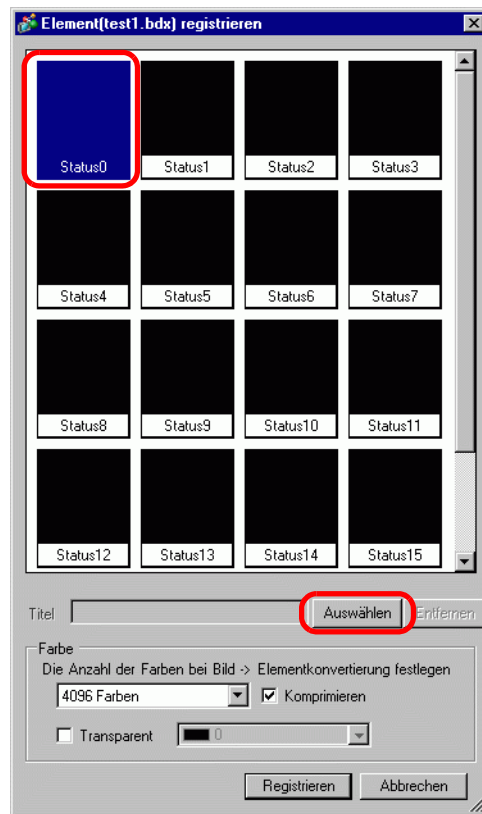 Element(test1.bdx) registrieren
Status0 Status1 Status2 Status3
Status4 Status5 Status6 Status7
Status8 Status9 Status10 Status11
Status12 Status13 Status14 Status15
Titel Auswählen Entfernen
Farbe
Die Anzahl der Farben bei Bild -> Elementkonvertierung festlegen
4096 Farben Komprimieren
Transparent 0
Registrieren Abbrechen